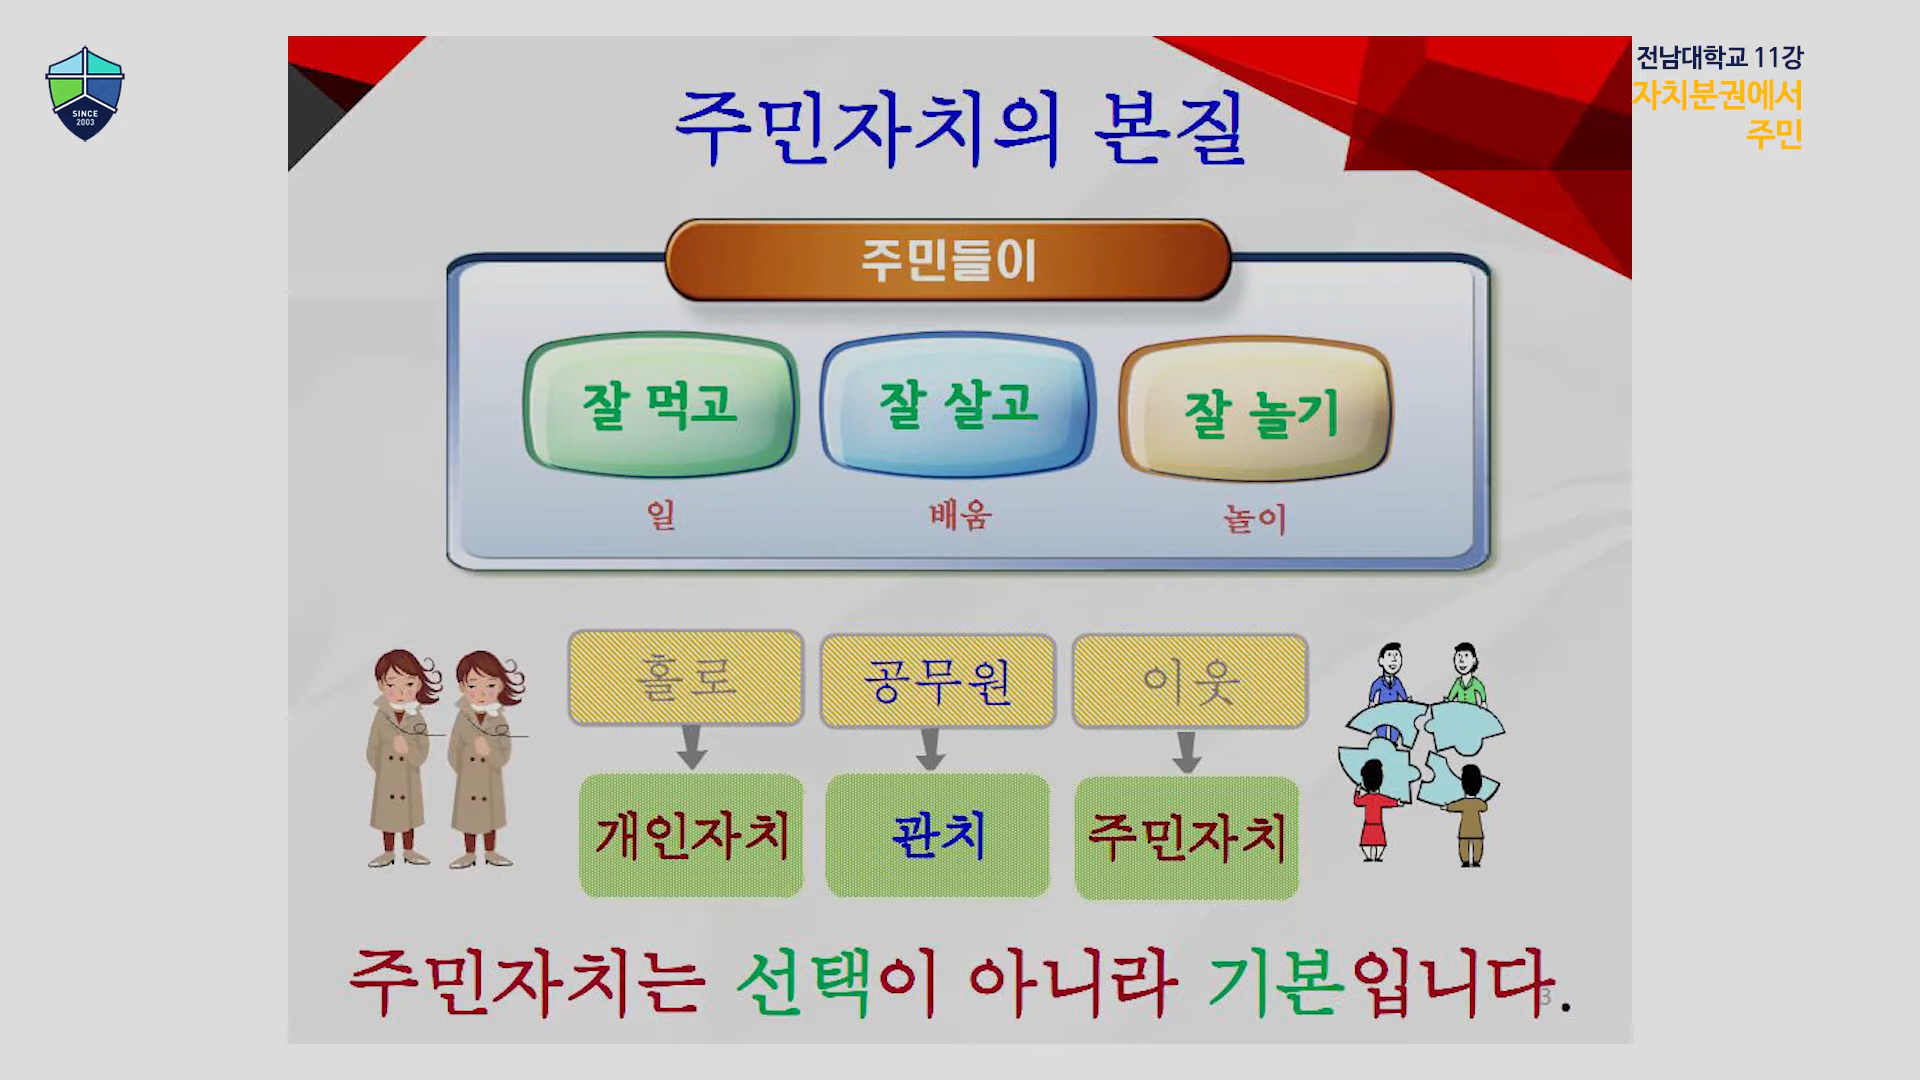 SINCE
2003
전남대학교 11강
자치분권에서
주민
주민자치의 본질
주민들이
잘 먹고
잘 살고
잘 놀기
일
배움
놀이
홀로
공무원
이웃
개인자치
관치
주민자치
주민자치는 선택이 아니라 기본입니다.
3